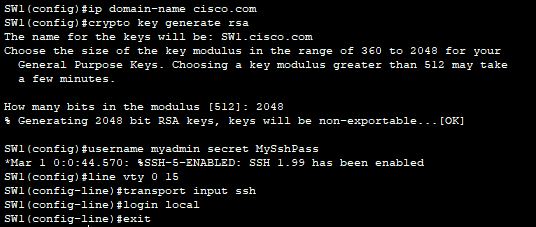 SW1(config)#ip domain-name cisco.com
SW1(config)#crypto key generate rsa
The name for the keys will be: SW1.cisco.com
Choose the size of the key modulus in the range of 360 to 2048 for your
  General Purpose Keys. Choosing a key modulus greater than 512 may take
  a few minutes.

How many bits in the modulus [512]: 2048
% Generating 2048 bit RSA keys, keys will be non-exportable...[OK]

SW1(config)#username myadmin secret MySshPass
*Mar 1 0:0:44.570: %SSH-5-ENABLED: SSH 1.99 has been enabled
SW1(config)#line vty 0 15
SW1(config-line)#transport input ssh
SW1(config-line)#login local
SW1(config-line)#exit